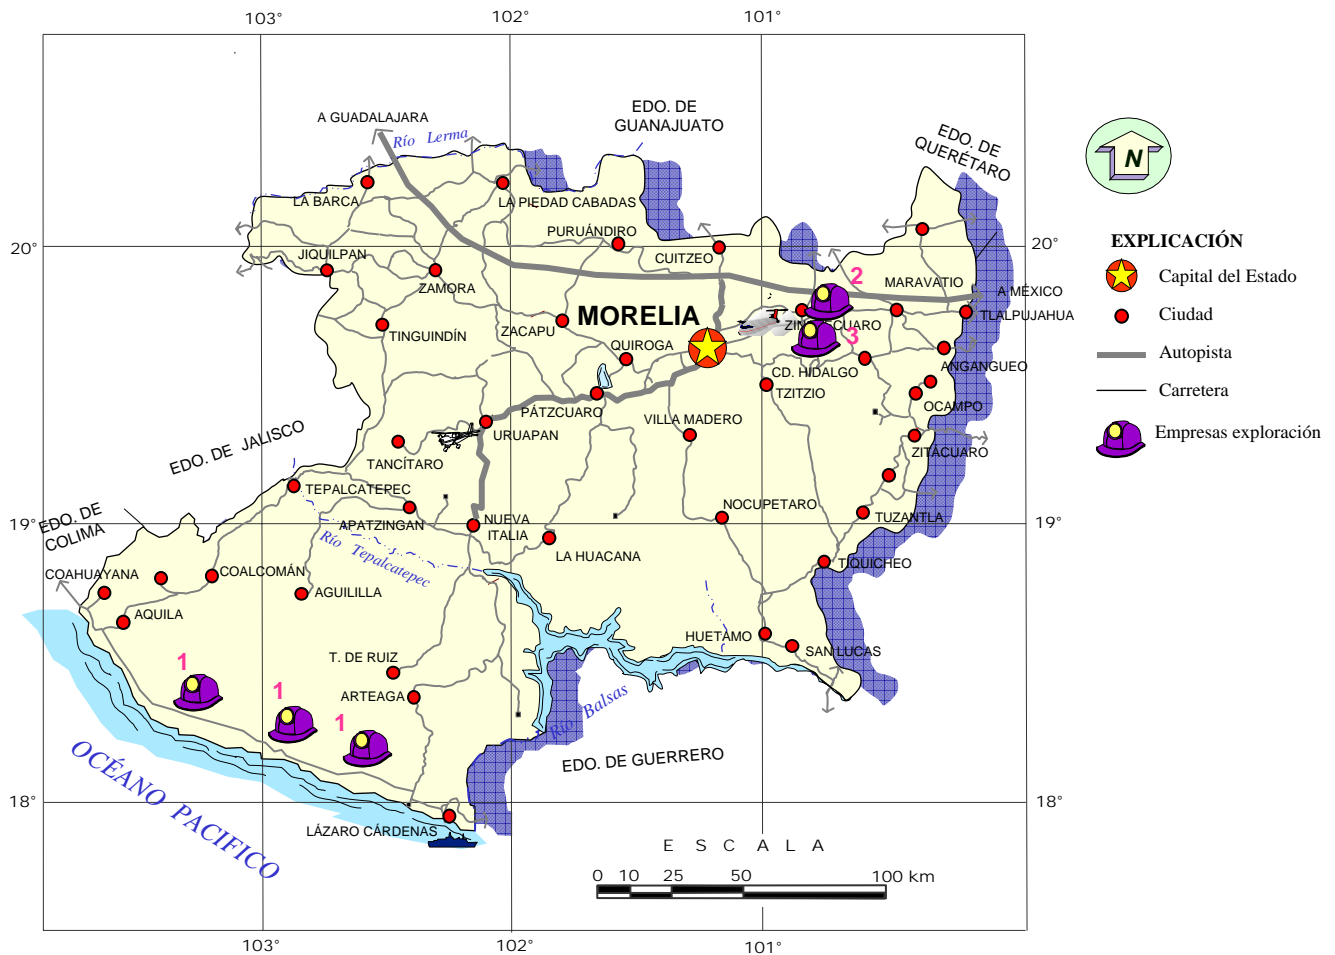 103°
102°
101°
A GUADALAJARA
Río Lerma
EDO. DE
GUANAJUATO
EDO. DE
QUERÉTARO
N
LA BARCA
LA PIEDAD CABADAS
PURUÁNDIRO
CUITZEO
20°
20°
JIQUILPAN
ZAMORA
MARAVATIO
A MÉXICO
TLALPUJAHUA
2
EXPLICACIÓN
Capital del Estado
Ciudad
Autopista
Carretera
Empresas exploración
TINGUINDÍN
ZACAPU
MORELIA
QUIROGA
3
CD. HIDALGO
TZITZIO
ANGANGUEO
OCAMPO
PÁTZCUARO
VILLA MADERO
URUAPAN
ZITÁCUARO
EDO. DE JALISCO
TANCÍTARO
TEPALCATEPEC
APATZINGAN
NUEVA
ITALIA
NOCUPETARO
TUZANTLA
19°
19°
EDO. DE
COLIMA
Río Tepalcatepec
LA HUACANA
TIQUICHEO
COAHUAYANA
COALCOMÁN
AGUILILLA
AQUILA
HUETAMO
SAN LUCAS
T. DE RUIZ
ARTEAGA
1
1
1
Río Balsas
EDO. DE GUERRERO
OCÉANO PACIFICO
18°
18°
LÁZARO CÁRDENAS
E S C A L A
0 10 25 50 100 km
103°
102°
101°